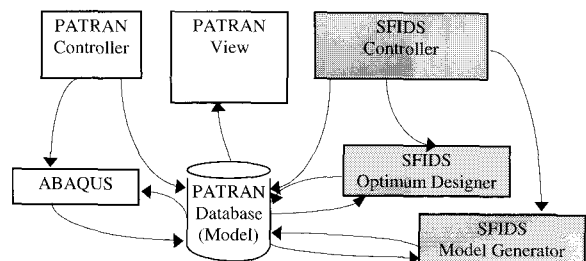 PATRAN
Controller
PATRAN
View
SFIDS
Controller
ABAQUS
PATRAN
Database
(Model)
SFIDS
Optimum Designer
SFIDS
Model Generator